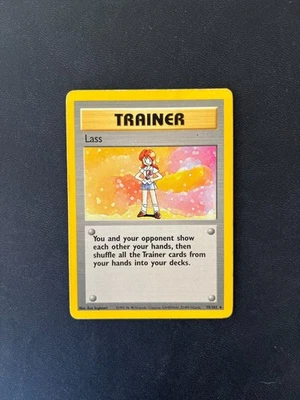 TRAINER
Lass
You and your opponent show
each other your hands, then
shuffle all the Trainer cards from
your hands into your decks.